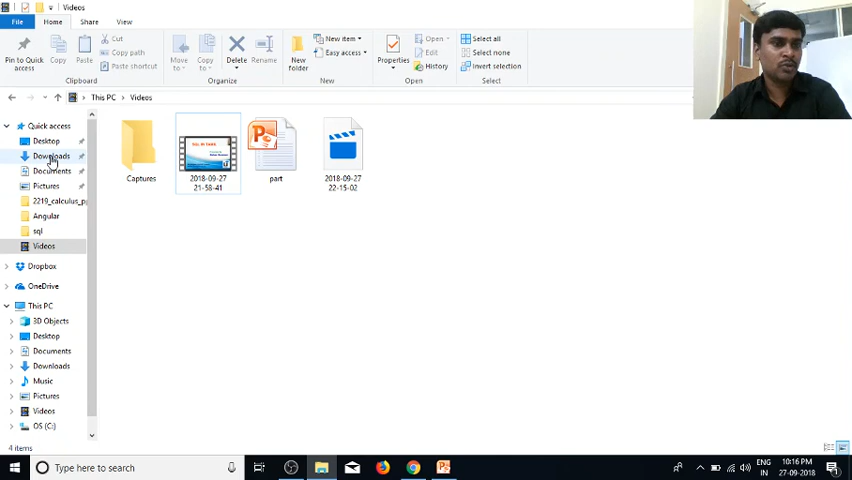 Videos
File Home Share View
Pin to Quick access
Copy
Paste
Cut
Copy path
Paste shortcut
Clipboard
Move to
Copy to
Delete
Rename
Organize
New folder
New item
Easy access
New
Properties
Open
Edit
History
Open
Select all
Select none
Invert selection
Select
This PC > Videos
Quick access
Desktop
Downloads
Documents
Pictures
2219_calculus_p
Angular
sql
Videos
Dropbox
OneDrive
This PC
3D Objects
Desktop
Documents
Downloads
Music
Pictures
Videos
OS (C:)
Captures
2018-09-27 21-58-41
part
2018-09-27 22-15-02
4 items
Type here to search
ENG
IN
10:16 PM
27-09-2018